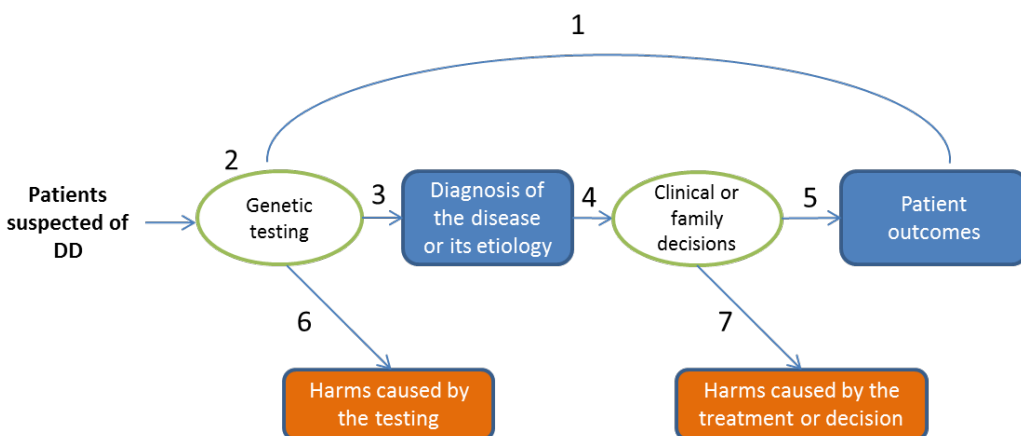 1
2
Patients
suspected of
DD
Genetic
testing
3
Diagnosis of
the disease
or its etiology
4
Clinical or
family
decisions
5
Patient
outcomes
6
7
Harms caused by
the testing
Harms caused by the
treatment or decision